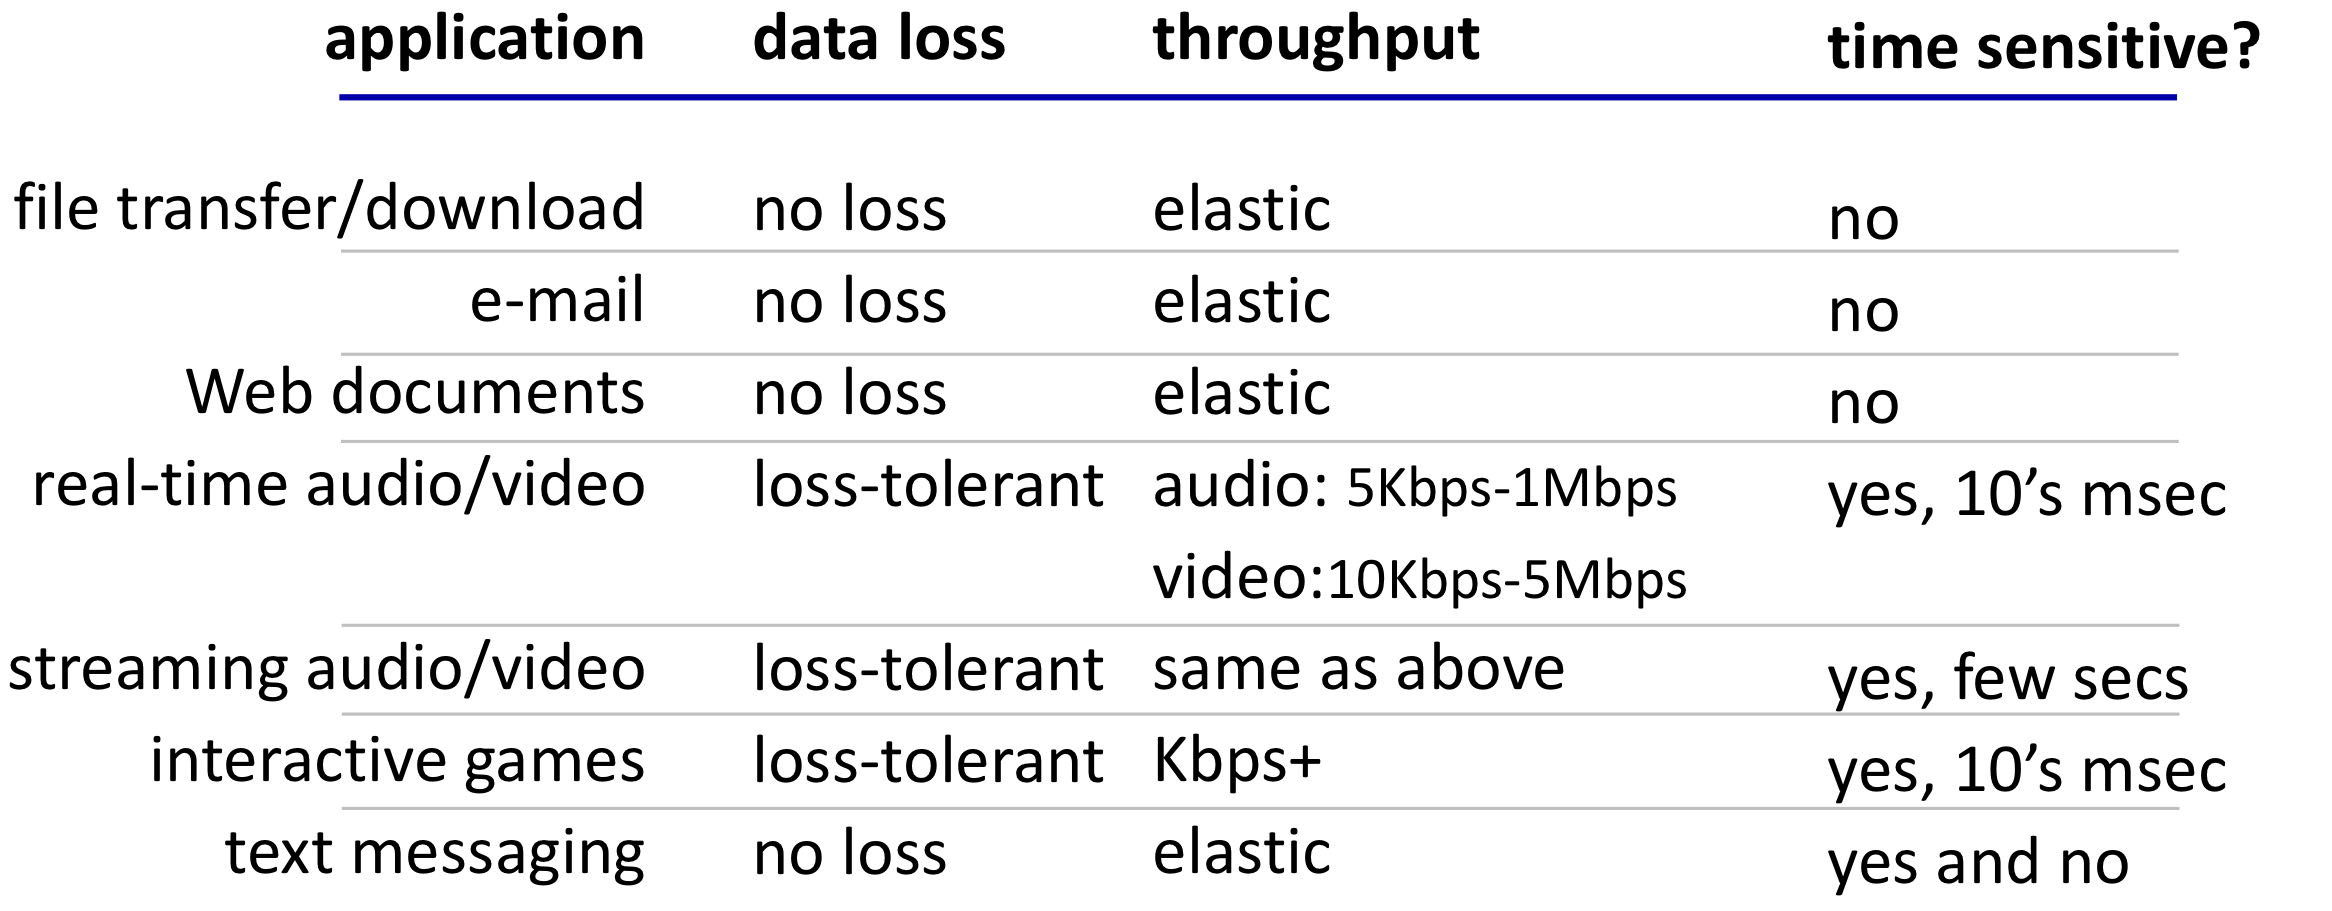 application data loss throughput time sensitive?
file transfer/download no loss elastic no
e-mail no loss elastic no
Web documents no loss elastic no
real-time audio/video loss-tolerant audio: 5Kbps-1Mbps yes, 10’s msec
video:10Kbps-5Mbps
streaming audio/video loss-tolerant same as above yes, few secs
interactive games loss-tolerant Kbps+ yes, 10’s msec
text messaging no loss elastic yes and no